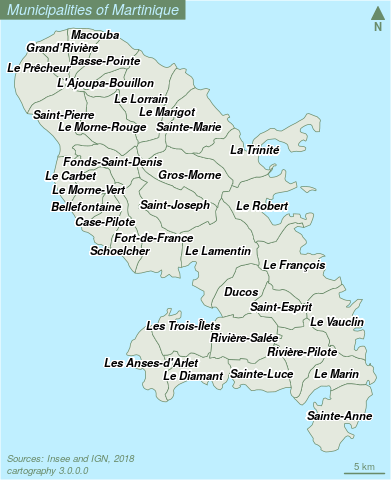 Municipalities of Martinique
N
Macouba
Grand'Rivière
Basse-Pointe
Le Prêcheur
L'Ajoupa-Bouillon
Le Lorrain
Le Marigot
Saint-Pierre
Le Morne-Rouge
Sainte-Marie
La Trinité
Fonds-Saint-Denis
Le Carbet
Gros-Morne
Le Morne-Vert
Bellefontaine
Saint-Joseph
Le Robert
Case-Pilote
Fort-de-France
Schoelcher
Le Lamentin
Le François
Ducos
Saint-Esprit
Les Trois-Îlets
Le Vauclin
Rivière-Salée
Rivière-Pilote
Les Anses-d'Arlet
Le Diamant
Sainte-Luce
Le Marin
Sainte-Anne
Sources: Insee and IGN, 2018
cartography 3.0.0.0
5 km